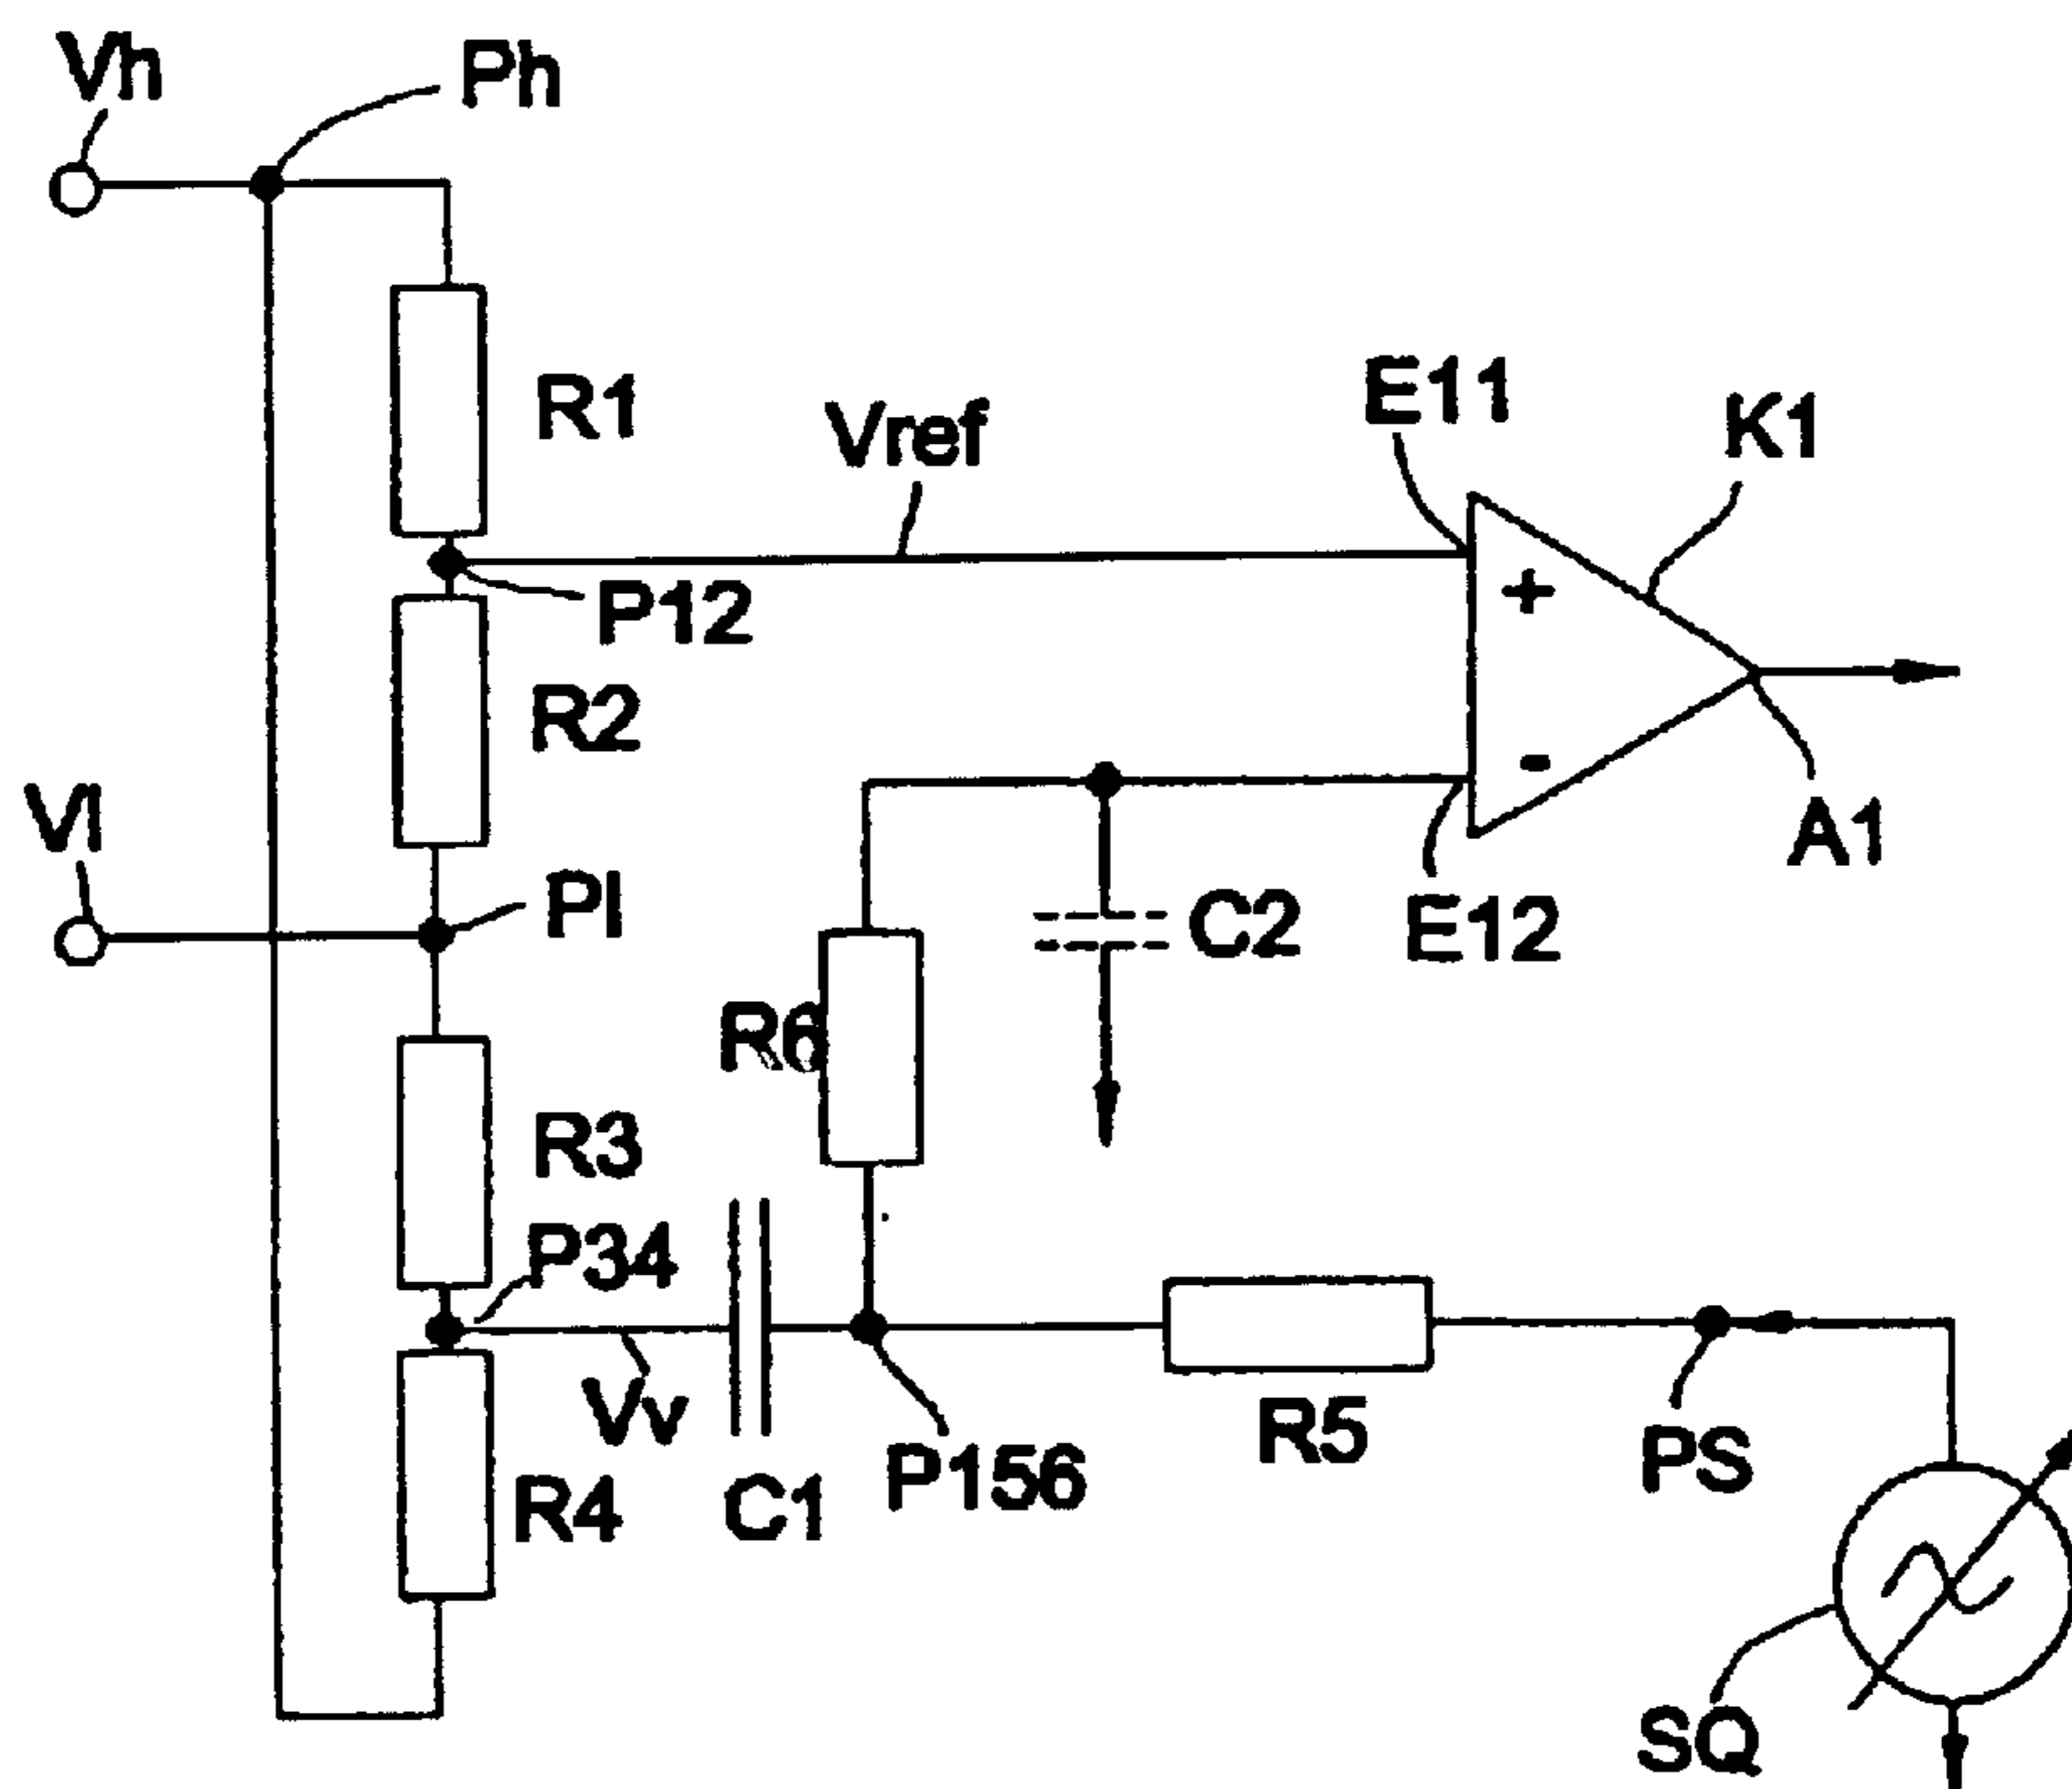 Vh
Ph
R1
Vref
E11
K1
+
P12
R2
-
Vl
Pl
A1
C2
E12
R6
R3
P34
Vv
R5
PS
P156
C1
R4
SQ